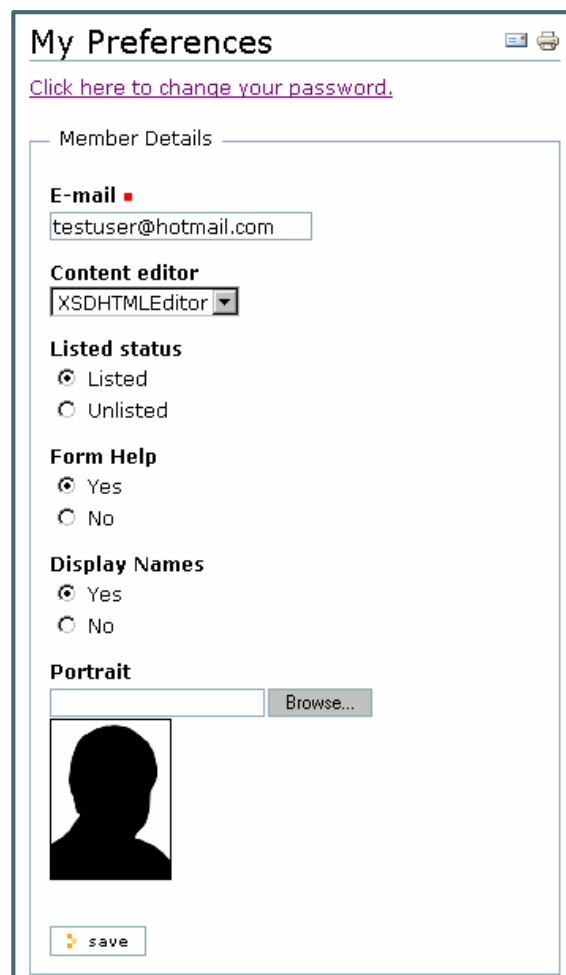 My Preferences
Click here to change your password.
Member Details
E-mail
testuser@hotmail.com
Content editor
XSDHTMLEditor
Listed status
Listed
Unlisted
Form Help
Yes
No
Display Names
Yes
No
Portrait
Browse...
save